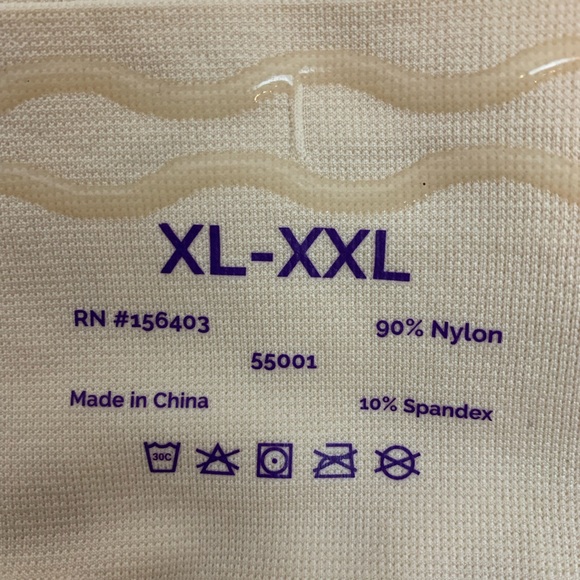 XL-XXL
RN #156403
90% Nylon
55001
Made in China
10% Spandex
30C